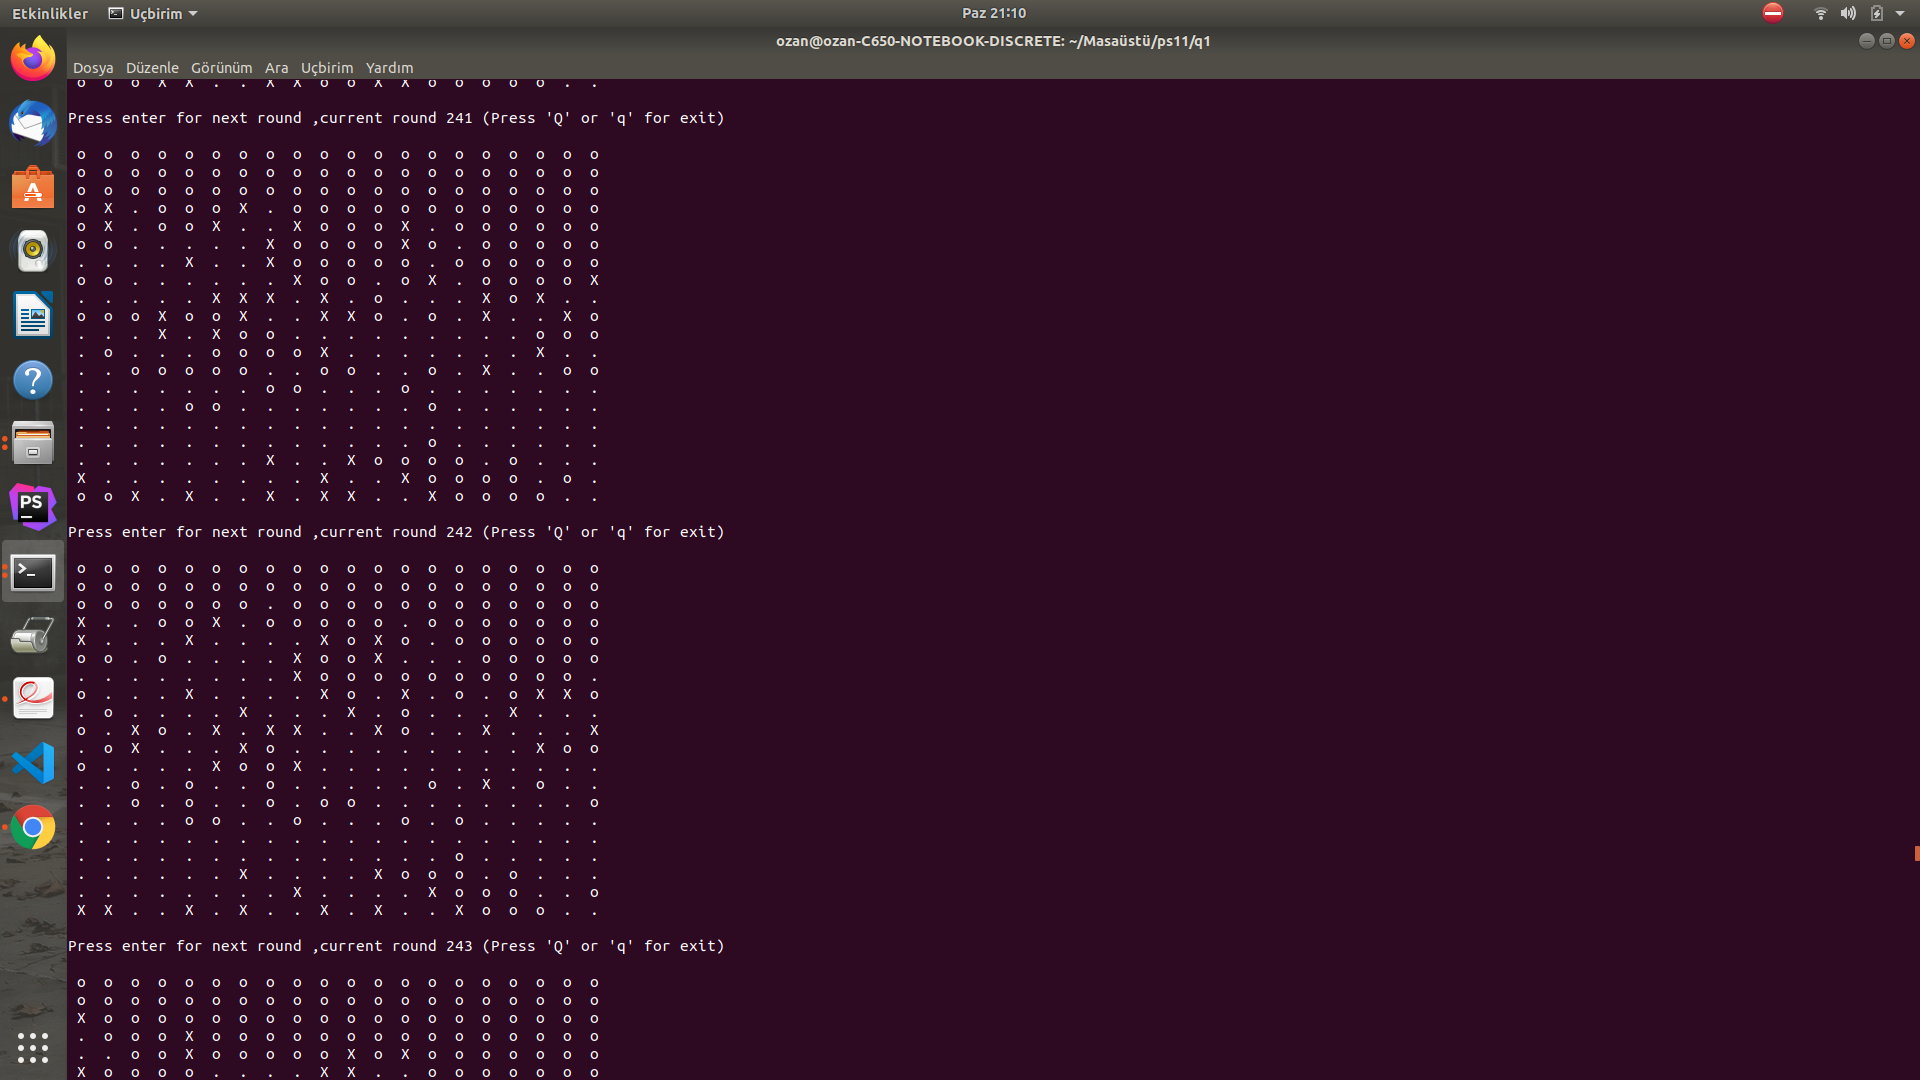 Etkinlikler Uçbirim Paz 21:10
ozan@ozan-C650-NOTEBOOK-DISCRETE: ~/Masaüstü/ps11/q1
Dosya Düzenle Görünüm Ara Uçbirim Yardım
o o o X X . . X X o o X X o o o o o . .
Press enter for next round ,current round 241 (Press 'Q' or 'q' for exit)
o o o o o o o o o o o o o o o o o o o o
o o o o o o o o o o o o o o o o o o o o
o o o o o o o o o o o o o o o o o o o o
o X . o o o X . o o o o o o o o o o o o
o X . o o X . . X o o o X . o o o o o o
o o . . . . . X o o o o X o . o o o o o
. . . . X . . X o o o o o . o o o o o o
o o . . . . . . X o o . o X . o o o o X
. . . . . X X X . X . o . . . X o X . .
o o o X o o X . . X X o . o . X . . X o
. . . X . X o o . . . . . . . . . o o o
. o . . . o o o o X . . . . . . . X . .
. . o o o o o . . o o . . o . X . . o o
. . . . . . . o o . . . o . . . . . . .
. . . . o o . . . . . . . o . . . . . .
. . . . . . . . . . . . . . . . . . . .
. . . . . . . . . . . . . o . . . . . .
. . . . . . . X . . X o o o o . o . . .
X . . . . . . . . X . . X o o o o . o .
o o X . X . . X . X X . . X o o o o . .
Press enter for next round ,current round 242 (Press 'Q' or 'q' for exit)
o o o o o o o o o o o o o o o o o o o o
o o o o o o o o o o o o o o o o o o o o
o o o o o o o . o o o o o o o o o o o o
X . . o o X . o o o o o . o o o o o o o
X . . . X . . . . X o X o . o o o o o o
o o . o . . . . X o o X . . . o o o o o
. . . . . . . . X o o o o o o o o o o .
o . . . X . . . . X o . X . o . o X X o
. o . . . . X . . . X . o . . . X . . .
o . X o . X . X X . . X o . . X . . . X
. o X . . . X o . . . . . . . . . X o o
o . . . . X o o X . . . . . . . . . . .
. . o . o . . o . . . . . o . X . o . .
. . o . o . . o . o o . . . . . . . . o
. . . . o o . . o . . . o . o . . . . .
. . . . . . . . . . . . . . . . . . . .
. . . . . . . . . . . . . . o . . . . .
. . . . . . X . . . . X o o o . o . . .
. . . . . . . . X . . . . X o o o . . o
X X . . X . X . . X . X . . X o o o . .
Press enter for next round ,current round 243 (Press 'Q' or 'q' for exit)
o o o o o o o o o o o o o o o o o o o o
o o o o o o o o o o o o o o o o o o o o
X o o o o o o o o o o o o o o o o o o o
. o o o X o o o o o o o o o o o o o o o
. . o o X o o o o o X o X o o o o o o o
X o o o o . . . . X X . . o o o o o o o
PS